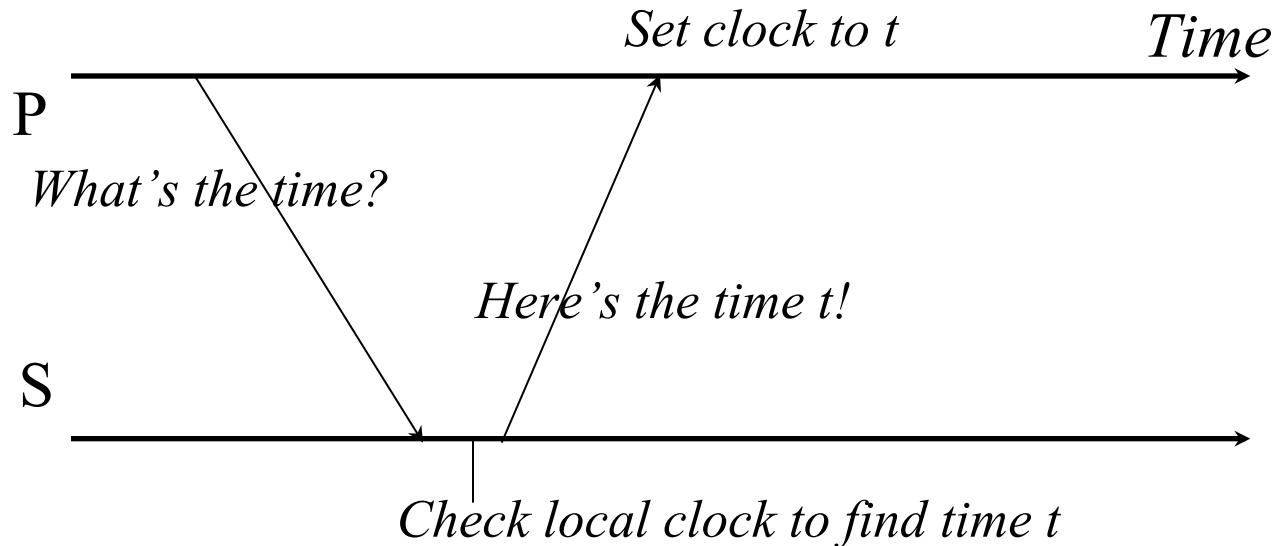 Set clock to t
Time
P
What’s the time?
Here’s the time t!
S
Check local clock to find time t